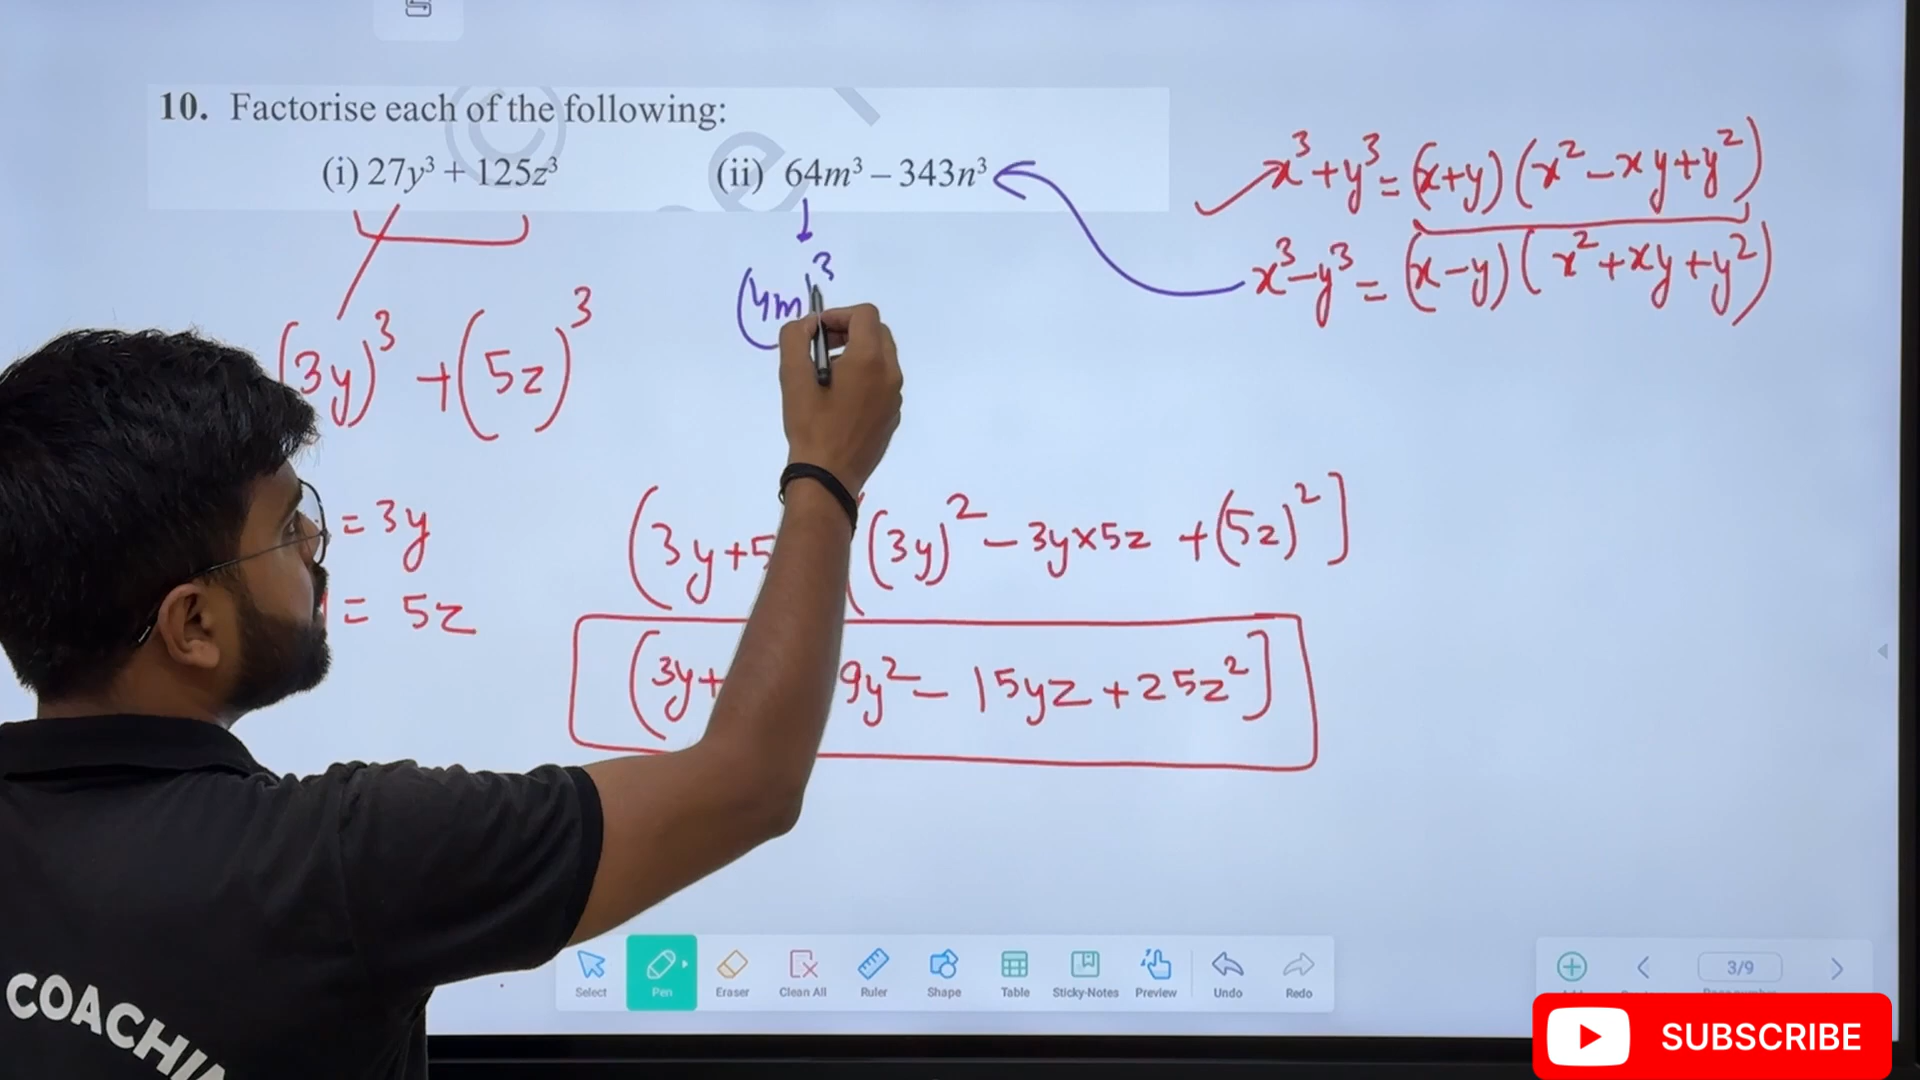 10. Factorise each of the following:
(i) 27y³ + 125z³ (ii) 64m³ – 343n³
x³+y³=(x+y)(x²-xy+y²)
x³-y³=(x-y)(x²+xy+y²)
(4m)³
(3y)³+(5z)³
=3y
= 5z
(3y+5 (3y)²-3y×5z+(5z)²]
(3y+ 9y²-15yz+25z²]
COACHI
Select Pen Eraser Clean All Ruler Shape Table Sticky-Notes Preview Undo Redo
3/9
SUBSCRIBE